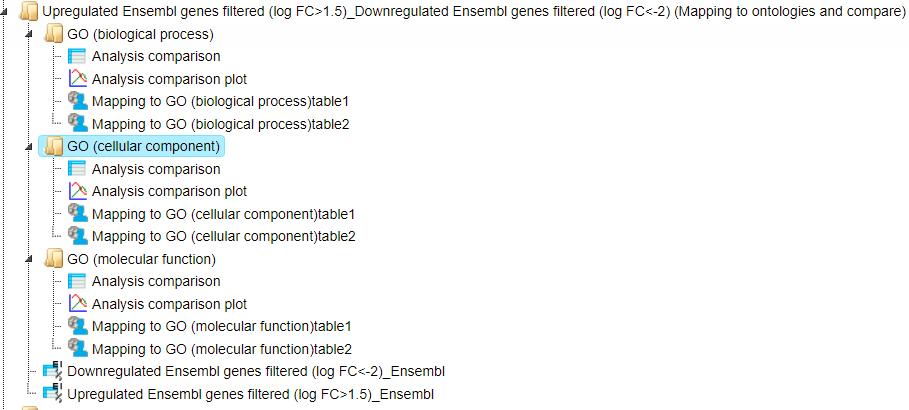 Upregulated Ensembl genes filtered (log FC>1.5)_Downregulated Ensembl genes filtered (log FC<-2) (Mapping to ontologies and compare)
GO (biological process)
Analysis comparison
Analysis comparison plot
Mapping to GO (biological process)table1
Mapping to GO (biological process)table2
GO (cellular component)
Analysis comparison
Analysis comparison plot
Mapping to GO (cellular component)table1
Mapping to GO (cellular component)table2
GO (molecular function)
Analysis comparison
Analysis comparison plot
Mapping to GO (molecular function)table1
Mapping to GO (molecular function)table2
Downregulated Ensembl genes filtered (log FC<-2)_Ensembl
Upregulated Ensembl genes filtered (log FC>1.5)_Ensembl